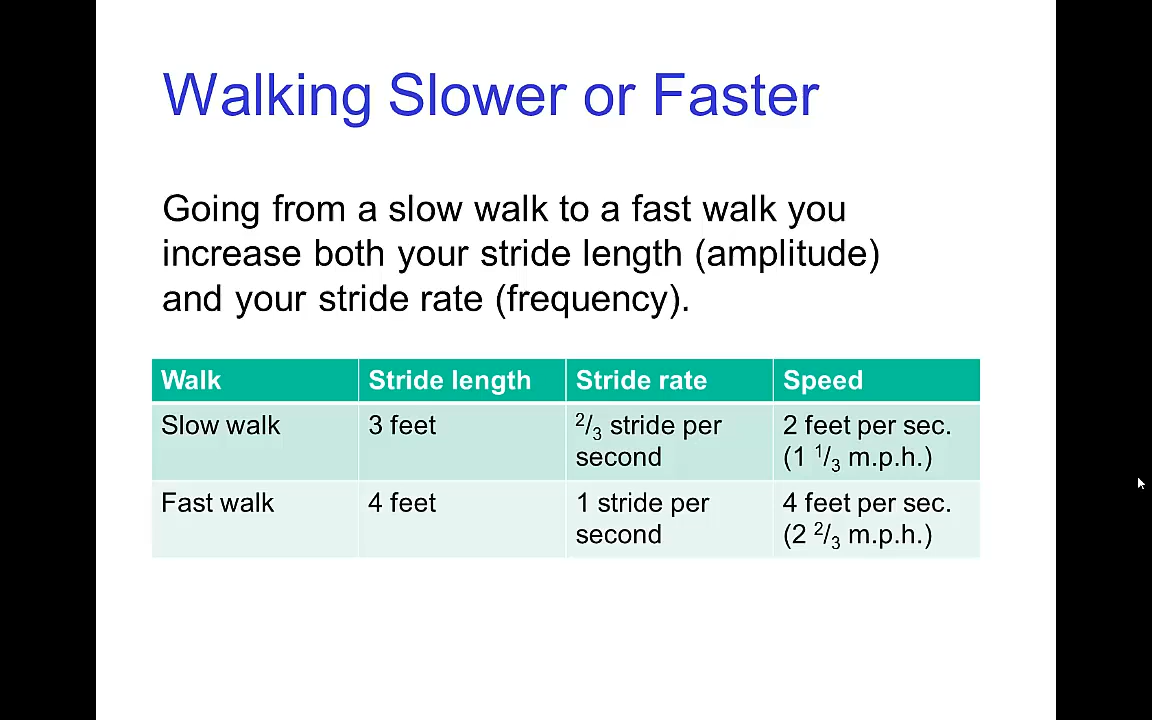 Walking Slower or Faster
Going from a slow walk to a fast walk you
increase both your stride length (amplitude)
and your stride rate (frequency).
Walk Stride length Stride rate Speed
Slow walk 3 feet 2/3 stride per second 2 feet per sec. (1 1/3 m.p.h.)
Fast walk 4 feet 1 stride per second 4 feet per sec. (2 2/3 m.p.h.)